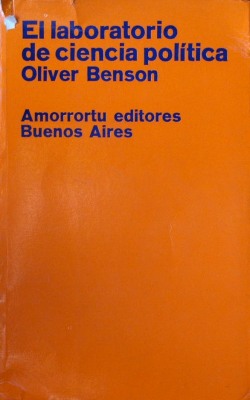 El laboratorio
de ciencia política
Oliver Benson
Amorrortu editores
Buenos Aires